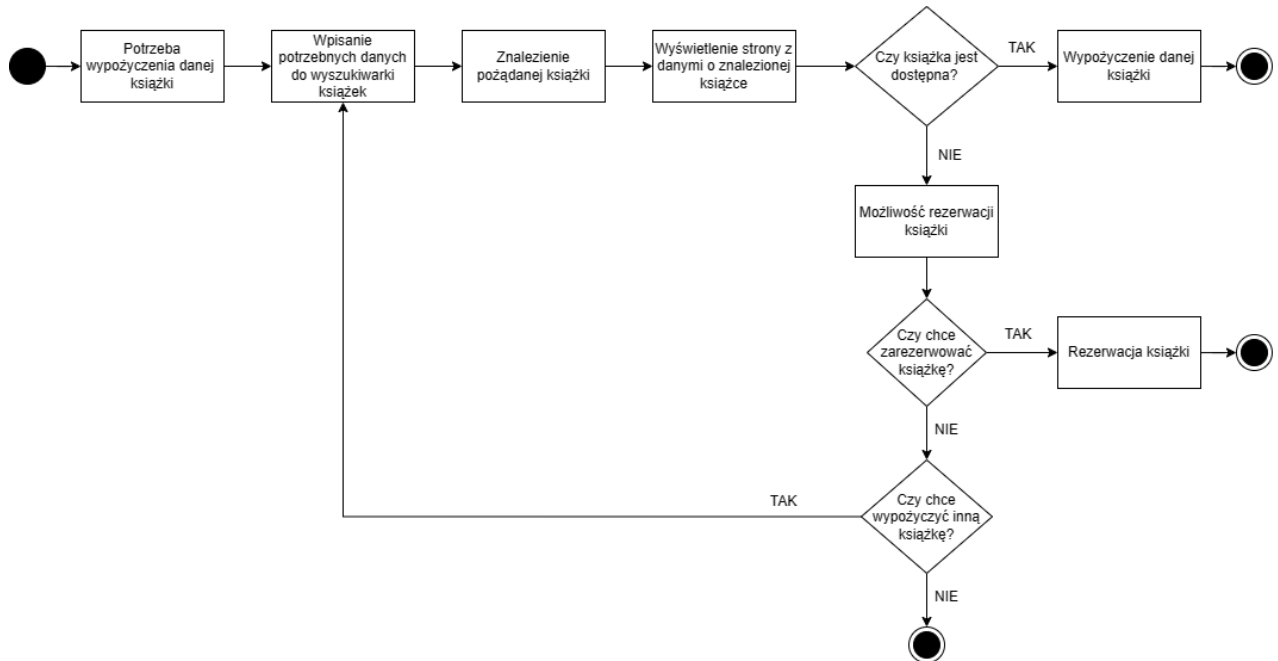 Potrzeba
wypożyczenia danej
książki
Wpisanie
potrzebnych danych
do wyszukiwarki
książek
Znalezienie
pożądanej książki
Wyświetlenie strony z
danymi o znalezionej
książce
Czy książka jest
dostępna?
TAK
Wypożyczenie danej
książki
NIE
Możliwość rezerwacji
książki
Czy chce
zarezerwować
książkę?
TAK
Rezerwacja książki
NIE
Czy chce
wypożyczyć inną
książkę?
TAK
NIE